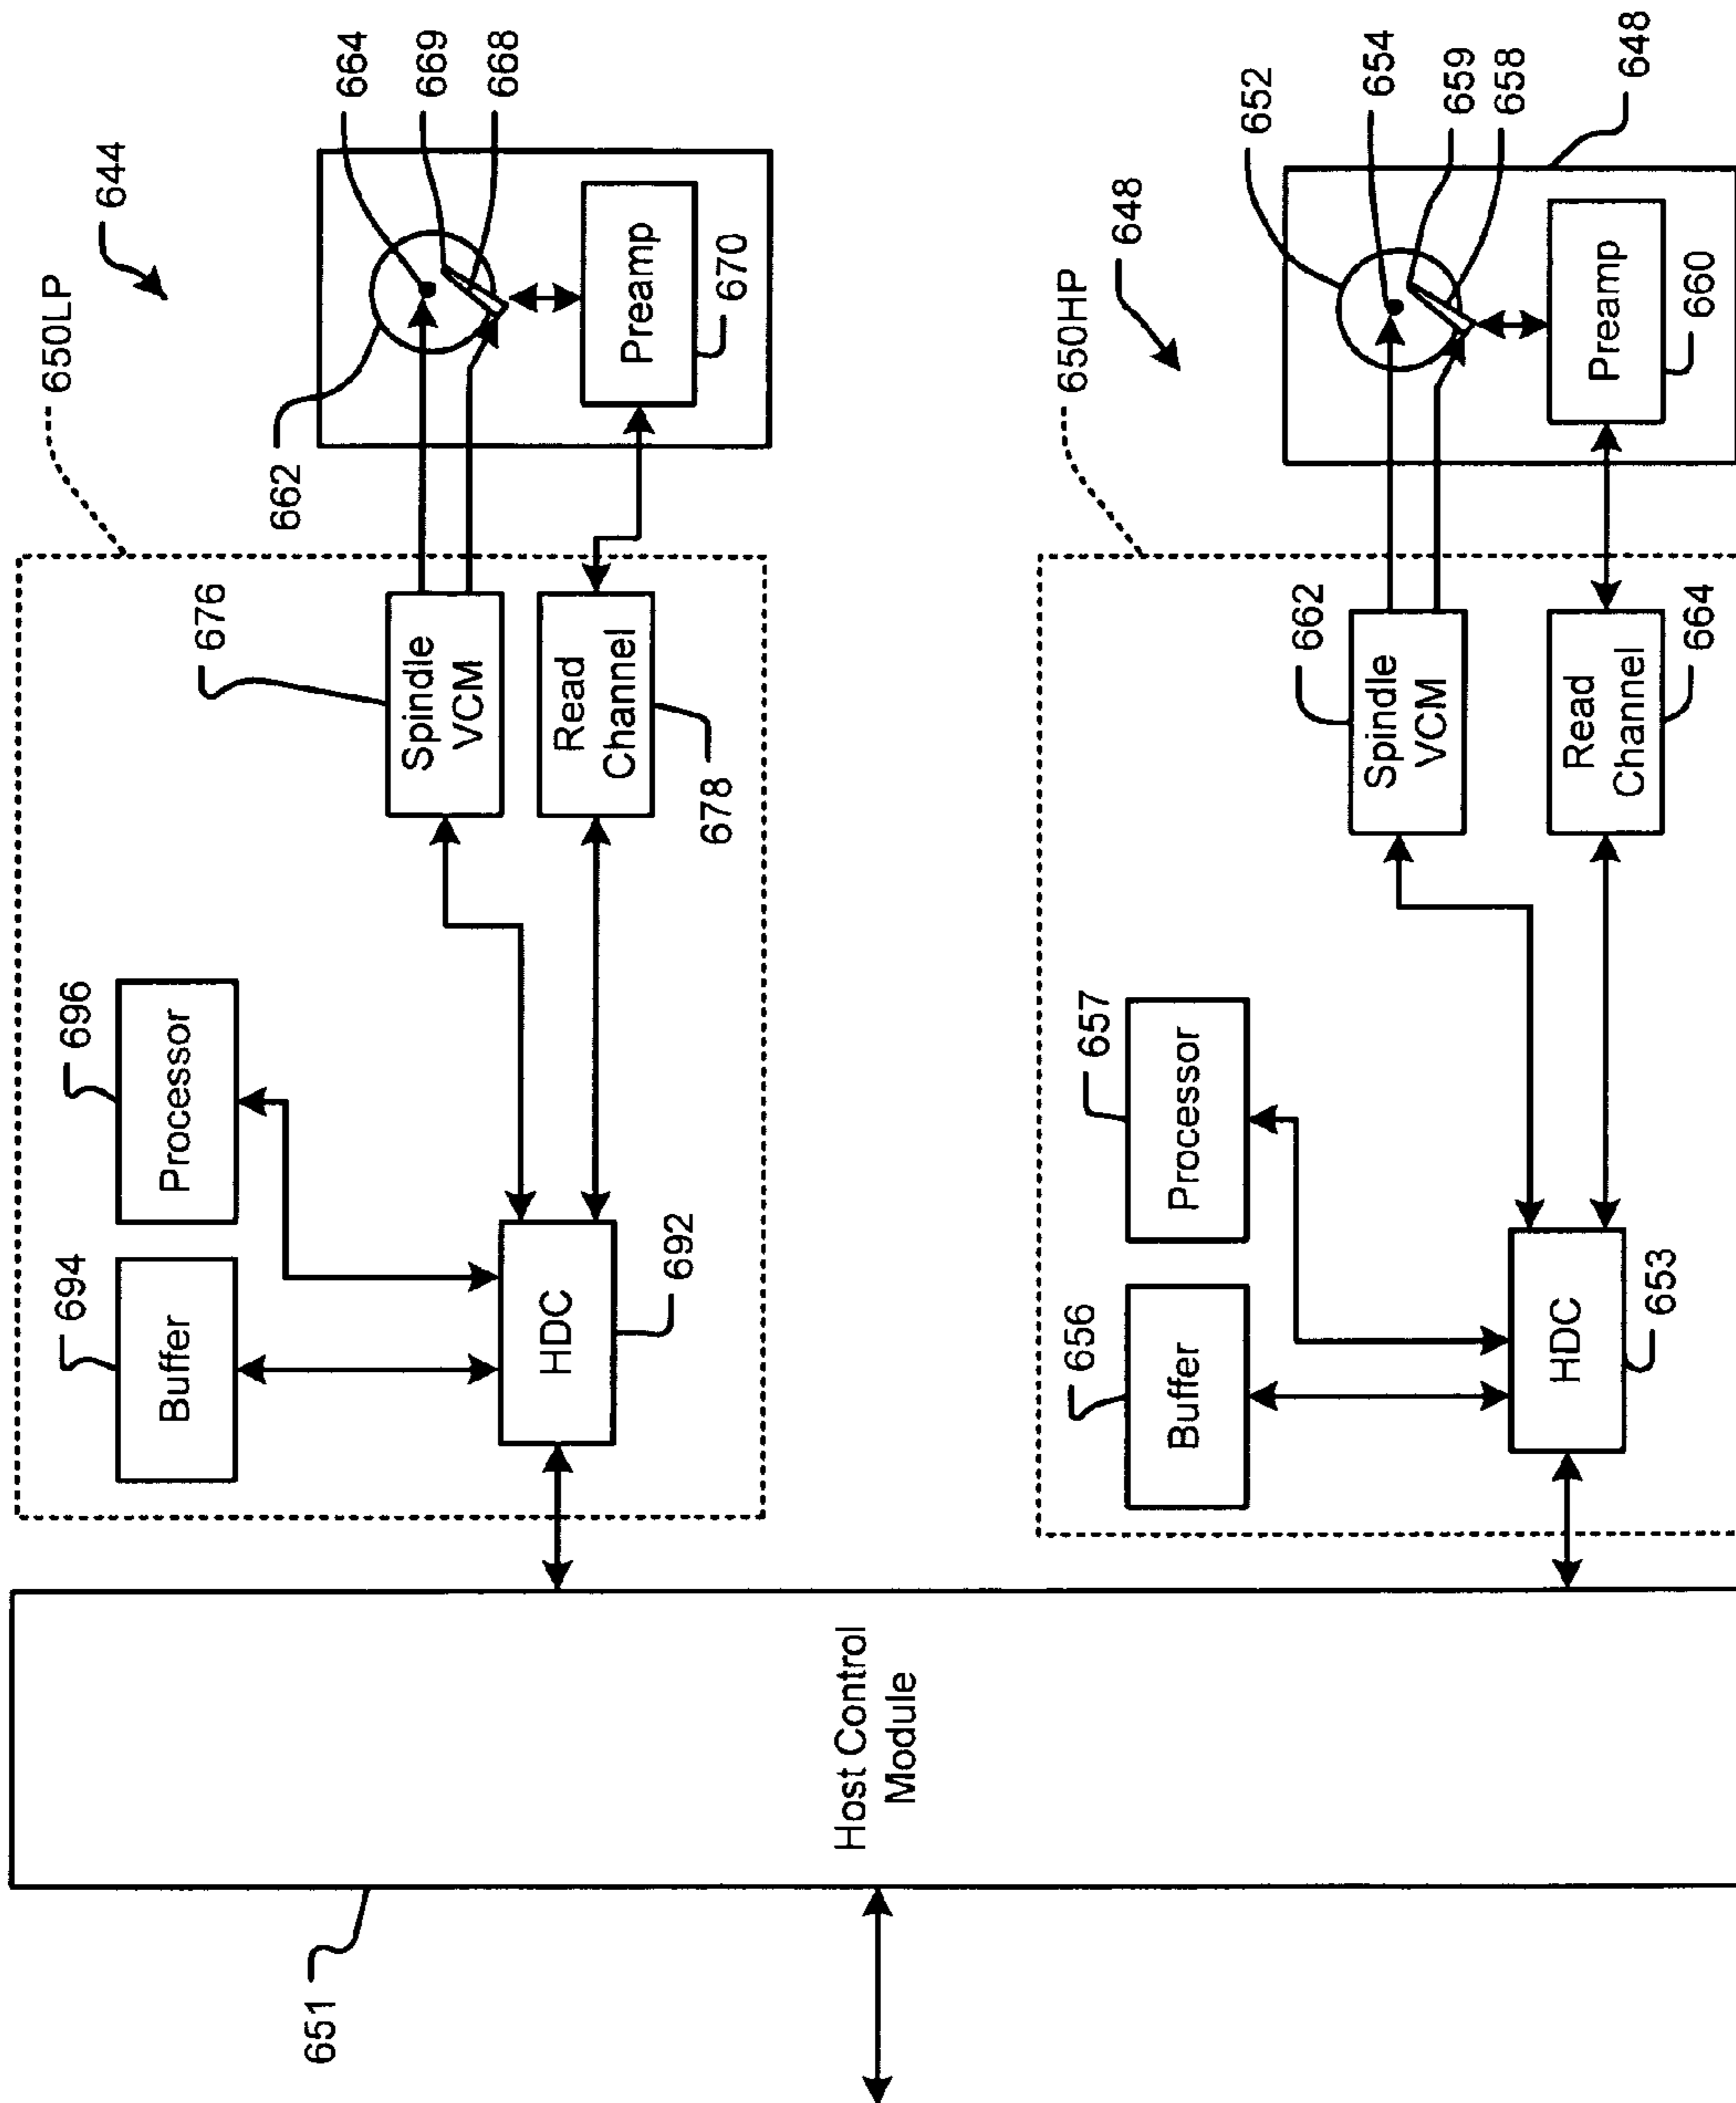 644
650LP
664
669
668
662
Preamp
670
676
Spindle
VCM
Read
Channel
678
696
Processor
694
Buffer
HDC
692
Host Control
Module
651
648
650HP
652
654
659
658
648
Preamp
660
662
Spindle
VCM
Read
Channel
664
657
Processor
656
Buffer
HDC
653